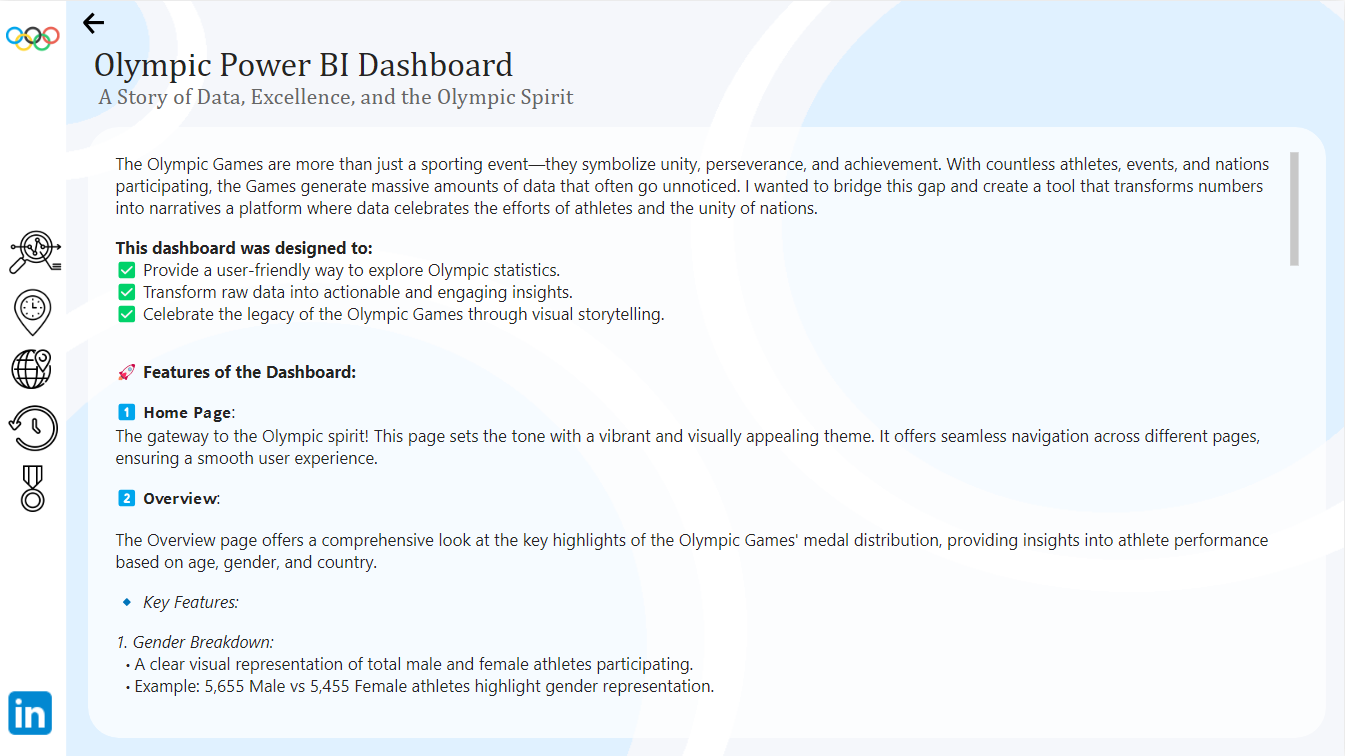 Olympic Power BI Dashboard
A Story of Data, Excellence, and the Olympic Spirit
The Olympic Games are more than just a sporting event—they symbolize unity, perseverance, and achievement. With countless athletes, events, and nations
participating, the Games generate massive amounts of data that often go unnoticed. I wanted to bridge this gap and create a tool that transforms numbers
into narratives a platform where data celebrates the efforts of athletes and the unity of nations.
This dashboard was designed to:
✅ Provide a user-friendly way to explore Olympic statistics.
✅ Transform raw data into actionable and engaging insights.
✅ Celebrate the legacy of the Olympic Games through visual storytelling.
🚀 Features of the Dashboard:
1️⃣ Home Page:
The gateway to the Olympic spirit! This page sets the tone with a vibrant and visually appealing theme. It offers seamless navigation across different pages,
ensuring a smooth user experience.
2️⃣ Overview:
The Overview page offers a comprehensive look at the key highlights of the Olympic Games' medal distribution, providing insights into athlete performance
based on age, gender, and country.
🔹 Key Features:
1. Gender Breakdown:
• A clear visual representation of total male and female athletes participating.
• Example: 5,655 Male vs 5,455 Female athletes highlight gender representation.
in